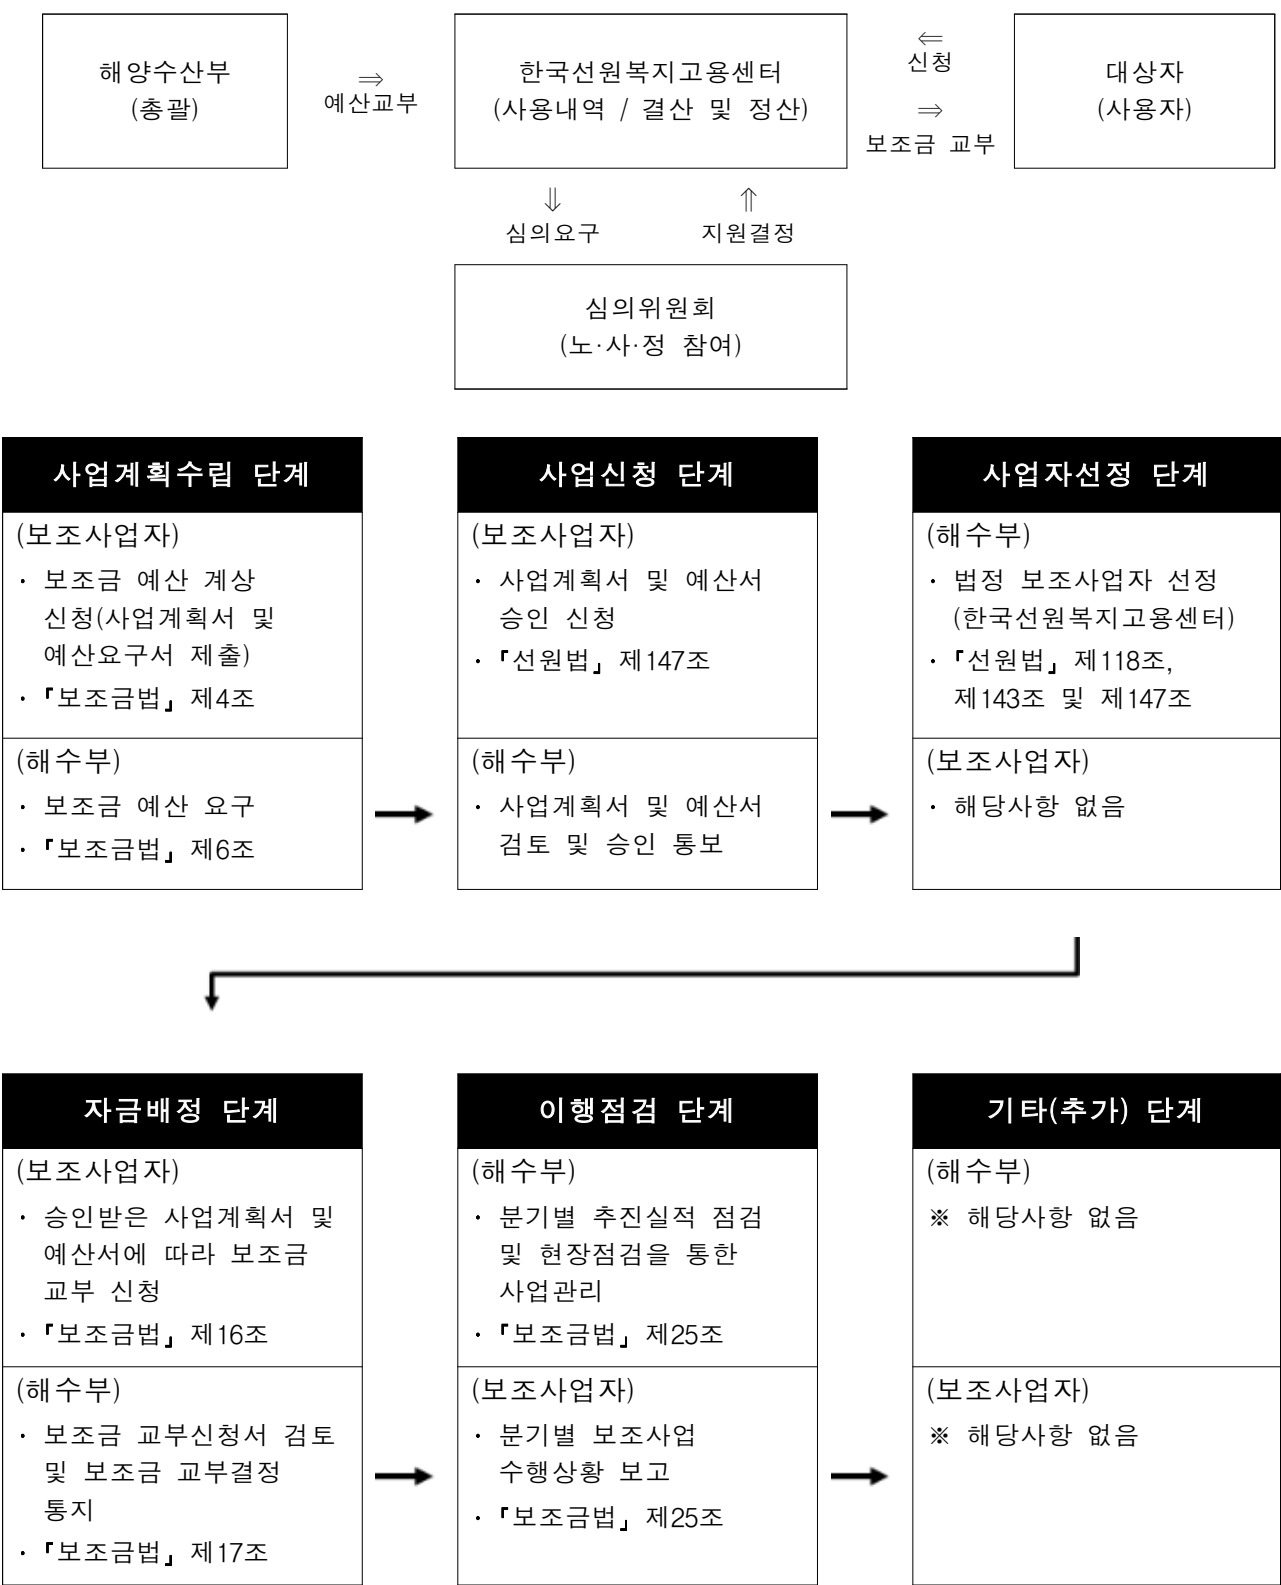 해양수산부
(총괄)
⇒
예산교부
한국선원복지고용센터
(사용내역 / 결산 및 정산)
⇐
신청
⇒
보조금 교부
대상자
(사용자)
⇓
심의요구
⇑
지원결정
심의위원회
(노·사·정 참여)
사업계획수립 단계
(보조사업자)
· 보조금 예산 계상
신청(사업계획서 및
예산요구서 제출)
· 「보조금법」 제4조
(해수부)
· 보조금 예산 요구
· 「보조금법」 제6조
사업신청 단계
(보조사업자)
· 사업계획서 및 예산서
승인 신청
· 「선원법」 제147조
(해수부)
· 사업계획서 및 예산서
검토 및 승인 통보
사업자선정 단계
(해수부)
· 법정 보조사업자 선정
(한국선원복지고용센터)
· 「선원법」 제118조,
제143조 및 제147조
(보조사업자)
· 해당사항 없음
자금배정 단계
(보조사업자)
· 승인받은 사업계획서 및
예산서에 따라 보조금
교부 신청
· 「보조금법」 제16조
(해수부)
· 보조금 교부신청서 검토
및 보조금 교부결정
통지
· 「보조금법」 제17조
이행점검 단계
(해수부)
· 분기별 추진실적 점검
및 현장점검을 통한
사업관리
· 「보조금법」 제25조
(보조사업자)
· 분기별 보조사업
수행상황 보고
· 「보조금법」 제25조
기타(추가) 단계
(해수부)
※ 해당사항 없음
(보조사업자)
※ 해당사항 없음